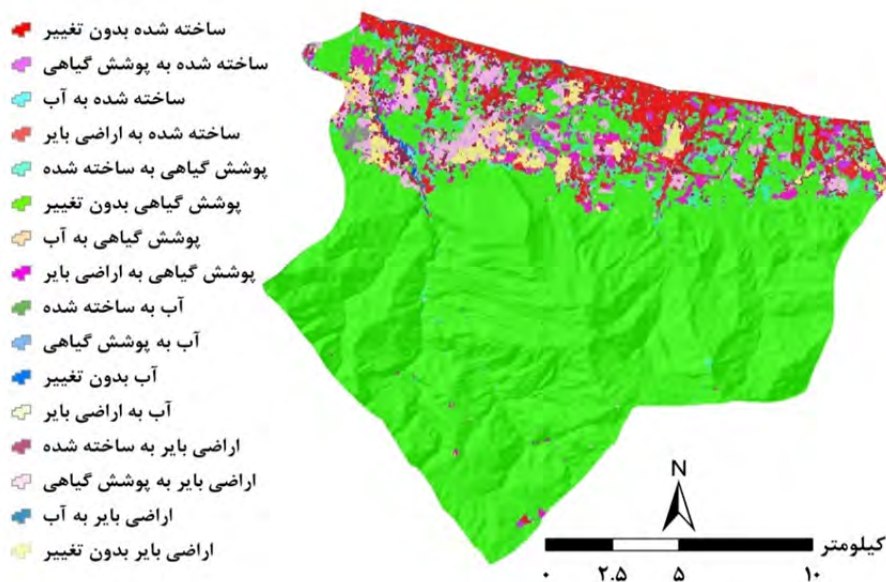 ساخته شده بدون تغییر
ساخته شده به پوشش گیاهی
ساخته شده به آب
ساخته شده به اراضی بایر
پوشش گیاهی به ساخته شده
پوشش گیاهی بدون تغییر
پوشش گیاهی به آب
پوشش گیاهی به اراضی بایر
آب به ساخته شده
آب به پوشش گیاهی
آب بدون تغییر
آب به اراضی بایر
اراضی بایر به ساخته شده
اراضی بایر به پوشش گیاهی
اراضی بایر به آب
اراضی بایر بدون تغییر
N
کیلومتر
۰ ۲.۵ ۵ ۱۰